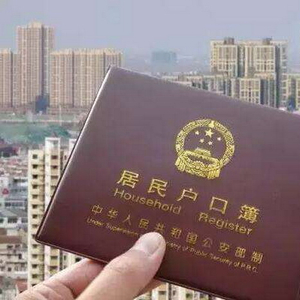 居民户口簿
Household Register
中华人民共和国公安部制
Under Supervision Ministry of Public Security of P.R.C.